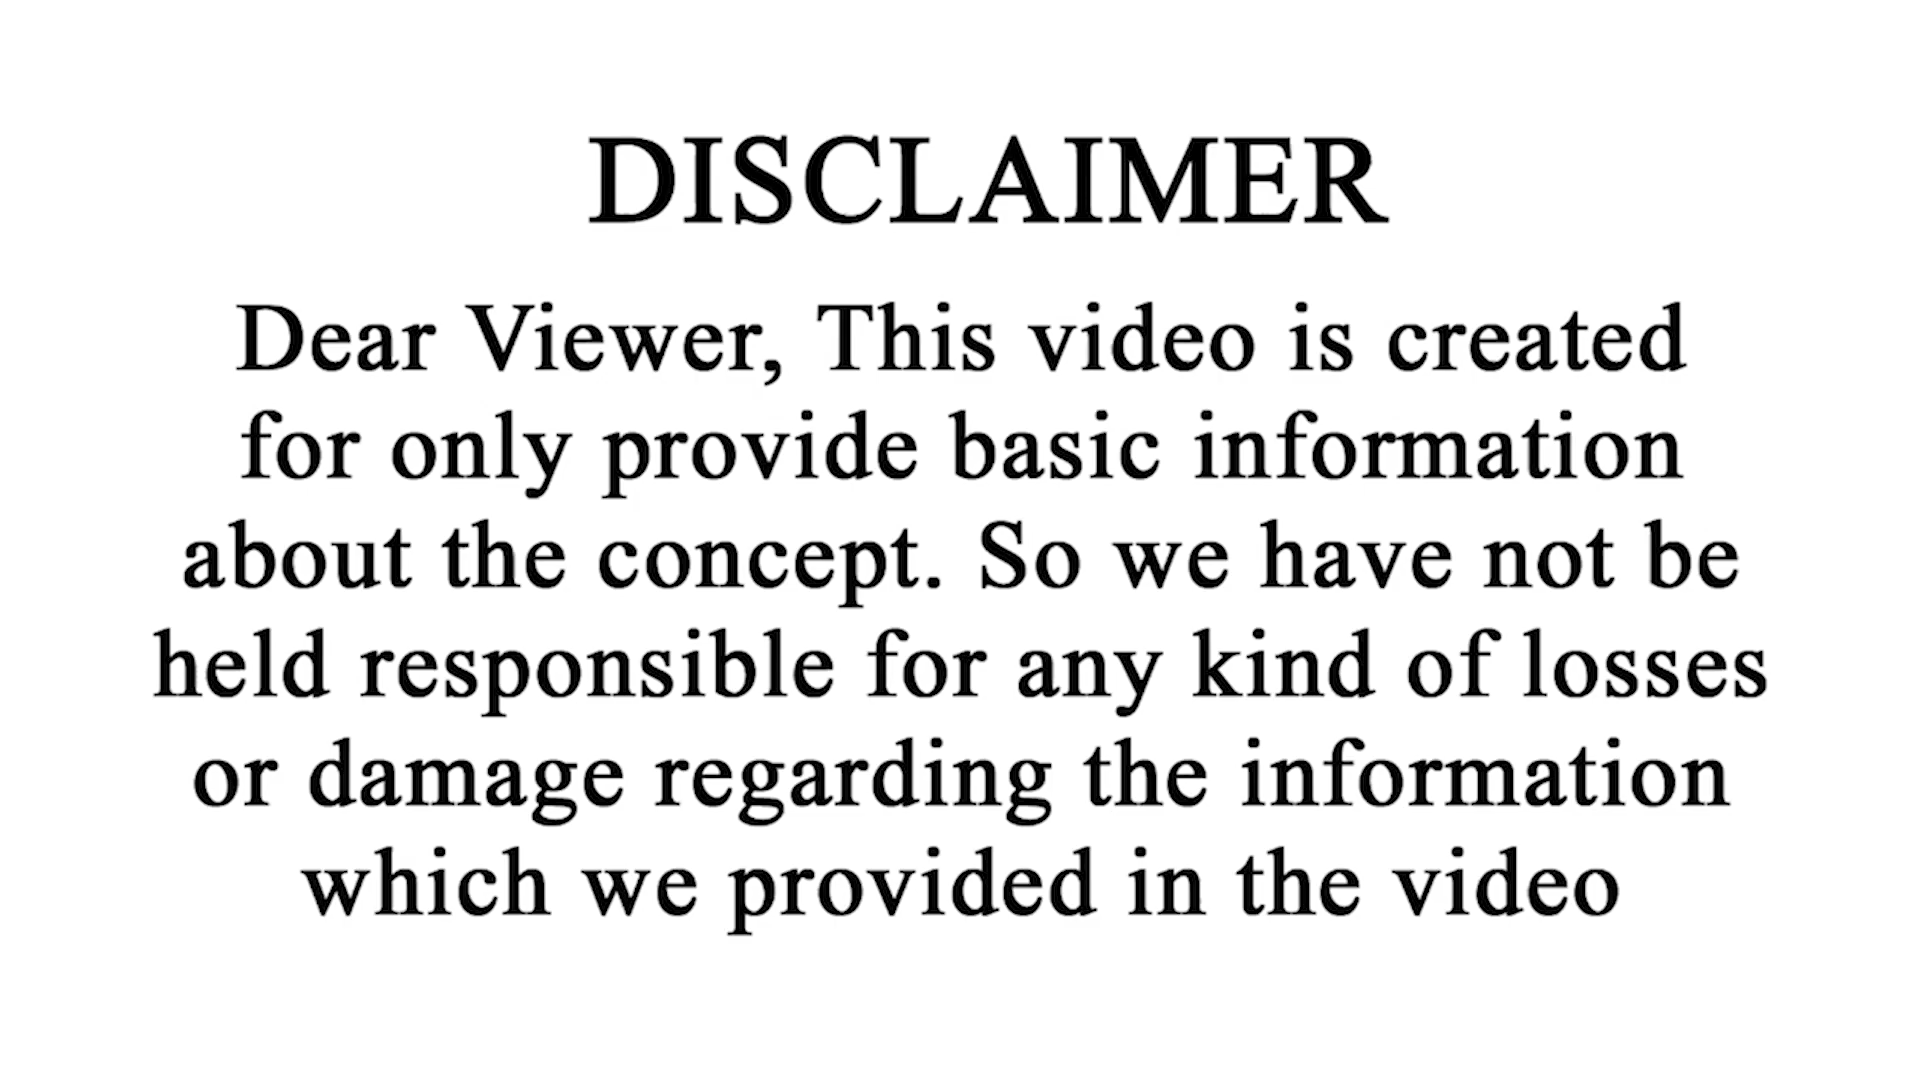 DISCLAIMER
Dear Viewer, This video is created
for only provide basic information
about the concept. So we have not be
held responsible for any kind of losses
or damage regarding the information
which we provided in the video